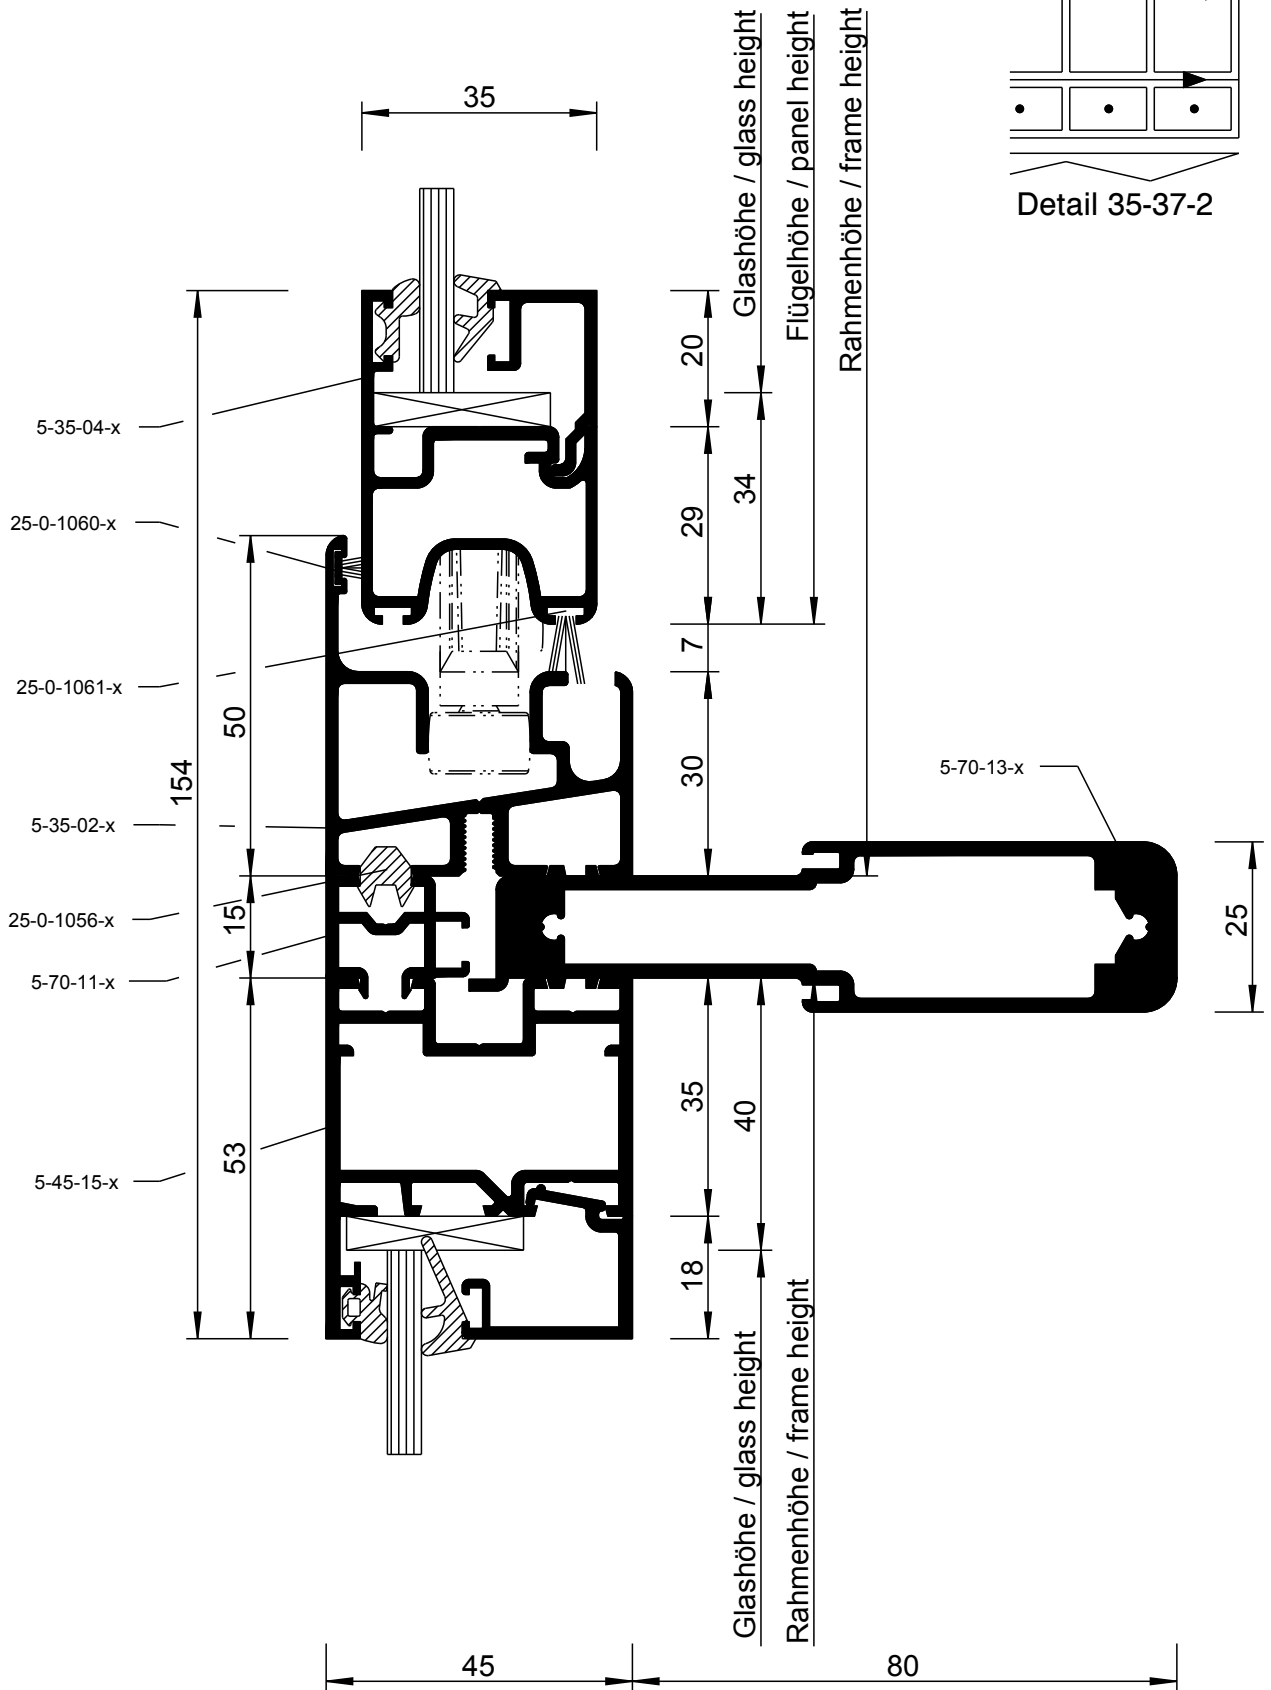 35
Glashöhe / glass height
Flügelhöhe / panel height
Rahmenhöhe / frame height
Detail 35-37-2
20
5-35-04-x
34
29
25-0-1060-x
7
25-0-1061-x
50
154
30
5-70-13-x
5-35-02-x
25-0-1056-x
15
25
5-70-11-x
35
40
53
5-45-15-x
18
Glashöhe / glass height
Rahmenhöhe / frame height
45
80